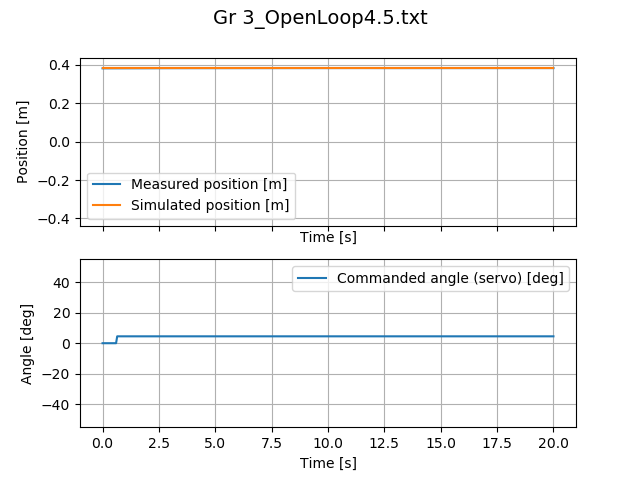 Gr 3_OpenLoop4.5.txt
Position [m]
0.4
0.2
0.0
−0.2
−0.4
Measured position [m]
Simulated position [m]
Time [s]
Angle [deg]
40
20
0
−20
−40
Commanded angle (servo) [deg]
0.0 2.5 5.0 7.5 10.0 12.5 15.0 17.5 20.0
Time [s]